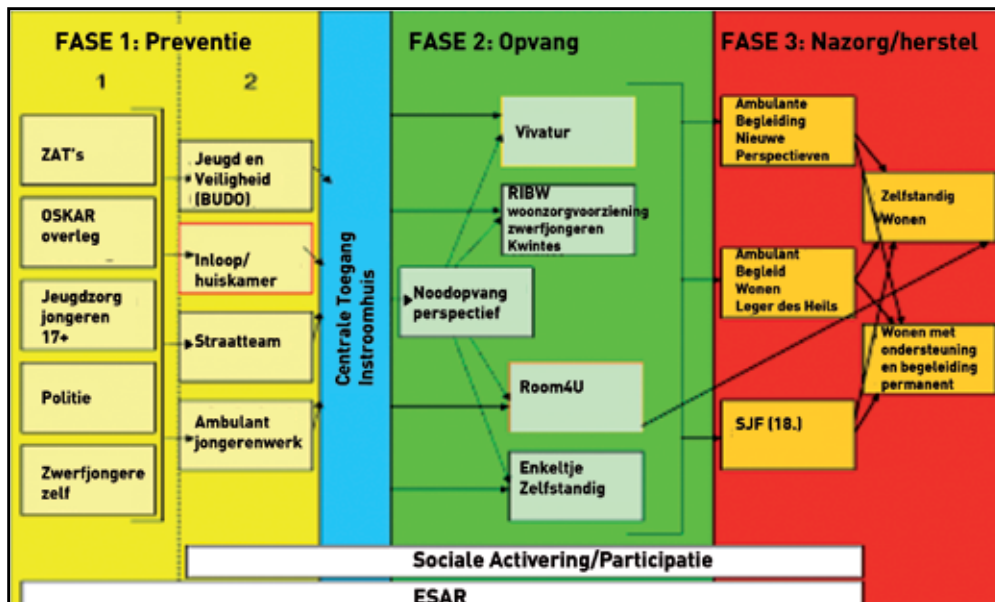 FASE 1: Preventie
1
2
ZAT's
OSKAR
overleg
Jeugdzorg
jongeren
17+
Politie
Zwerfjongere
zelf
Jeugd en
Veiligheid
(BUDO)
Inloop/
huiskamer
Straatteam
Ambulant
jongerenwerk
Centrale Toegang
Instroomhuis
FASE 2: Opvang
Vivatur
RIBW
woonzorgvoorziening
zwerfjongeren
Kwintes
Noodopvang
perspectief
Room4U
Enkeltje
Zelfstandig
FASE 3: Nazorg/herstel
Ambulante
Begleiding
Nieuwe
Perspectieven
Ambulant
Begleid
Wonen
Leger des Heils
SJF (18.)
Zelfstandig
Wonen
Wonen met
ondersteuning
en begeleiding
permanent
Sociale Activering/Participatie
ESAR